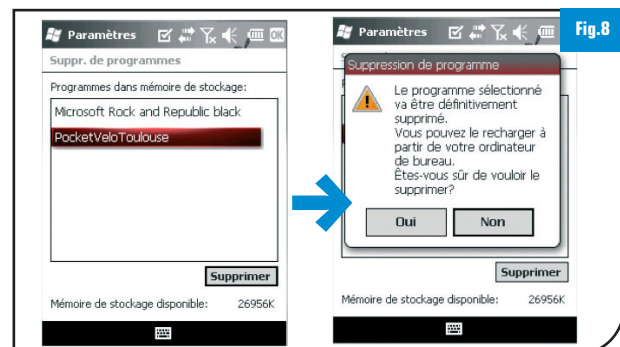 Paramètres
Suppr. de programmes
Programmes dans mémoire de stockage:
Microsoft Rock and Republic black
PocketVeloToulouse
Supprimer
Mémoire de stockage disponible: 26956K
Fig.8
Paramètres
Suppression de programme
Le programme sélectionné
va être définitivement
supprimé.
Vous pouvez le recharger à
partir de votre ordinateur
de bureau.
Êtes-vous sûr de vouloir le
supprimer?
Oui Non
Supprimer
Mémoire de stockage disponible: 26956K